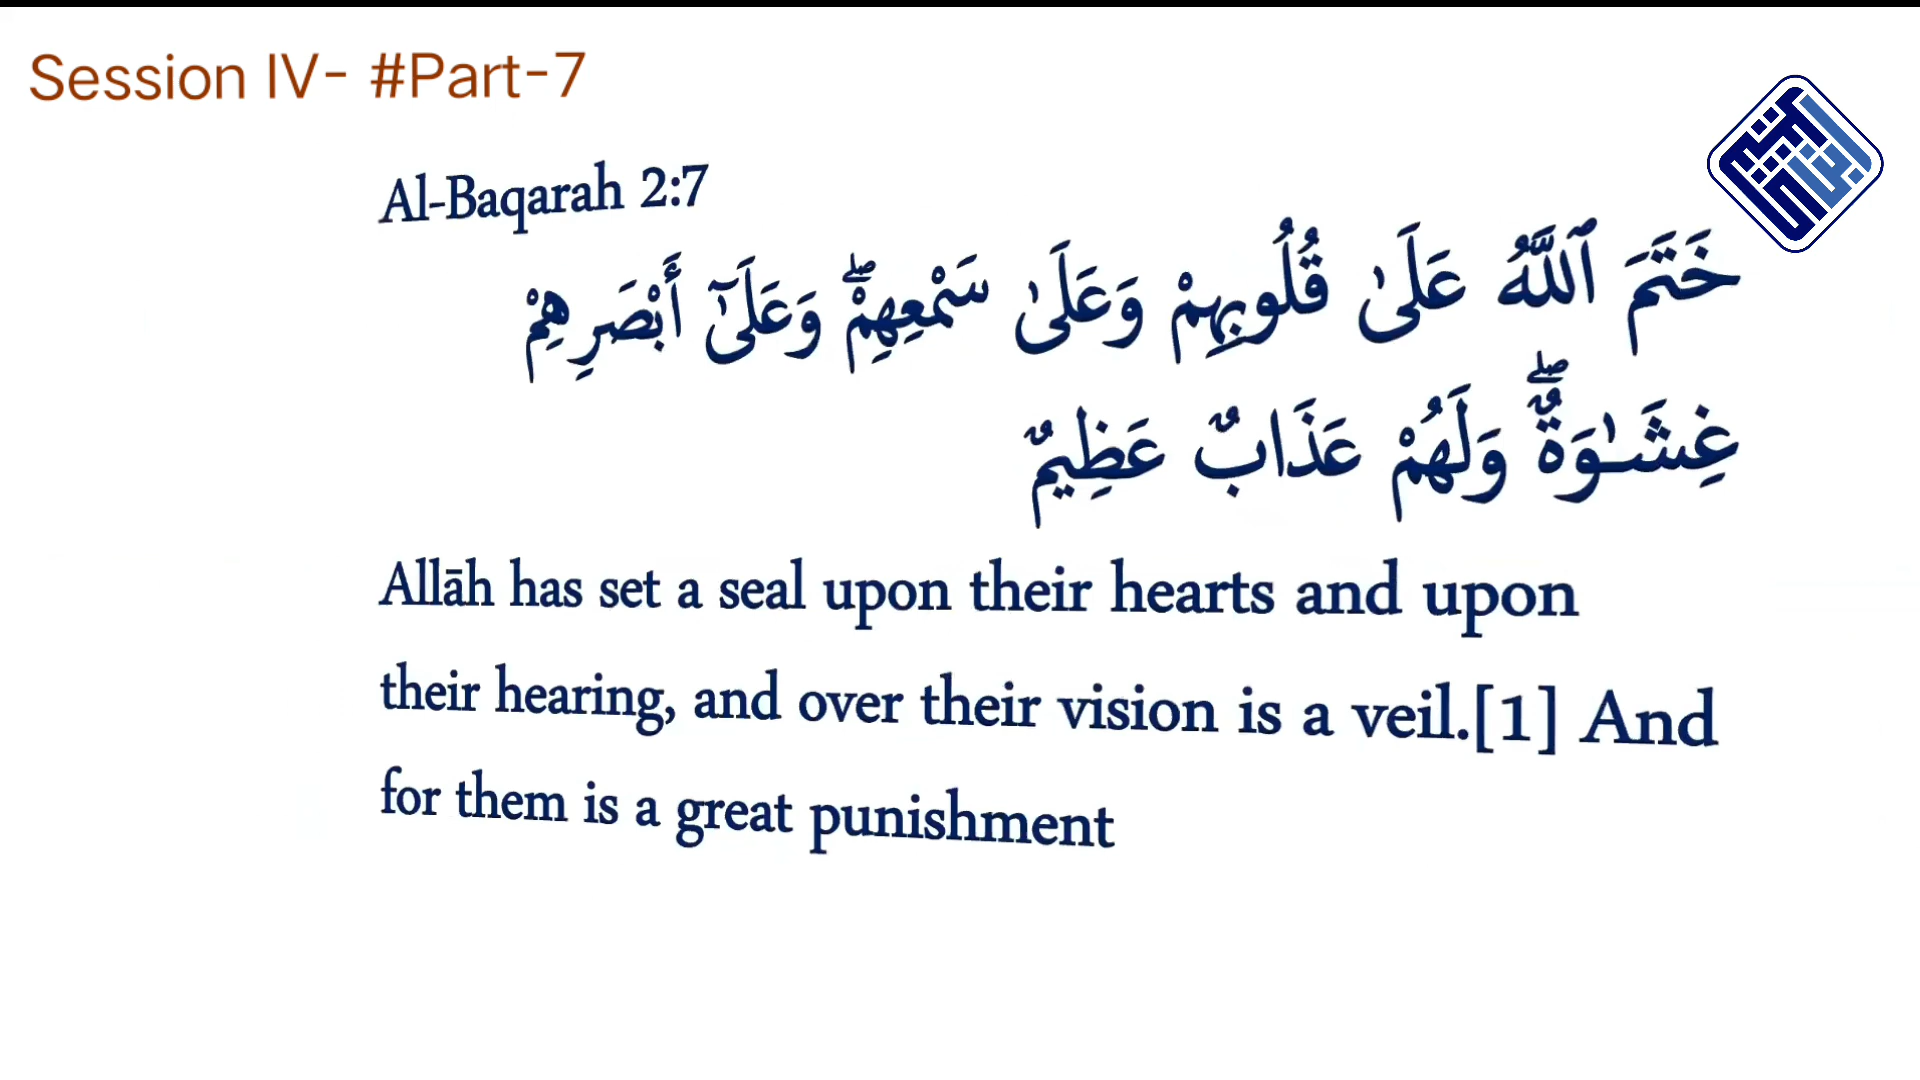 Session IV- #Part-7
Al-Baqarah 2:7
خَتَمَ ٱللَّهُ عَلَىٰ قُلُوبِهِمْ وَعَلَىٰ سَمْعِهِمْ ۖ وَعَلَىٰٓ أَبْصَـٰرِهِمْ
غِشَـٰوَةٌ ۖ وَلَهُمْ عَذَابٌ عَظِيمٌ
Allāh has set a seal upon their hearts and upon
their hearing, and over their vision is a veil.[1] And
for them is a great punishment